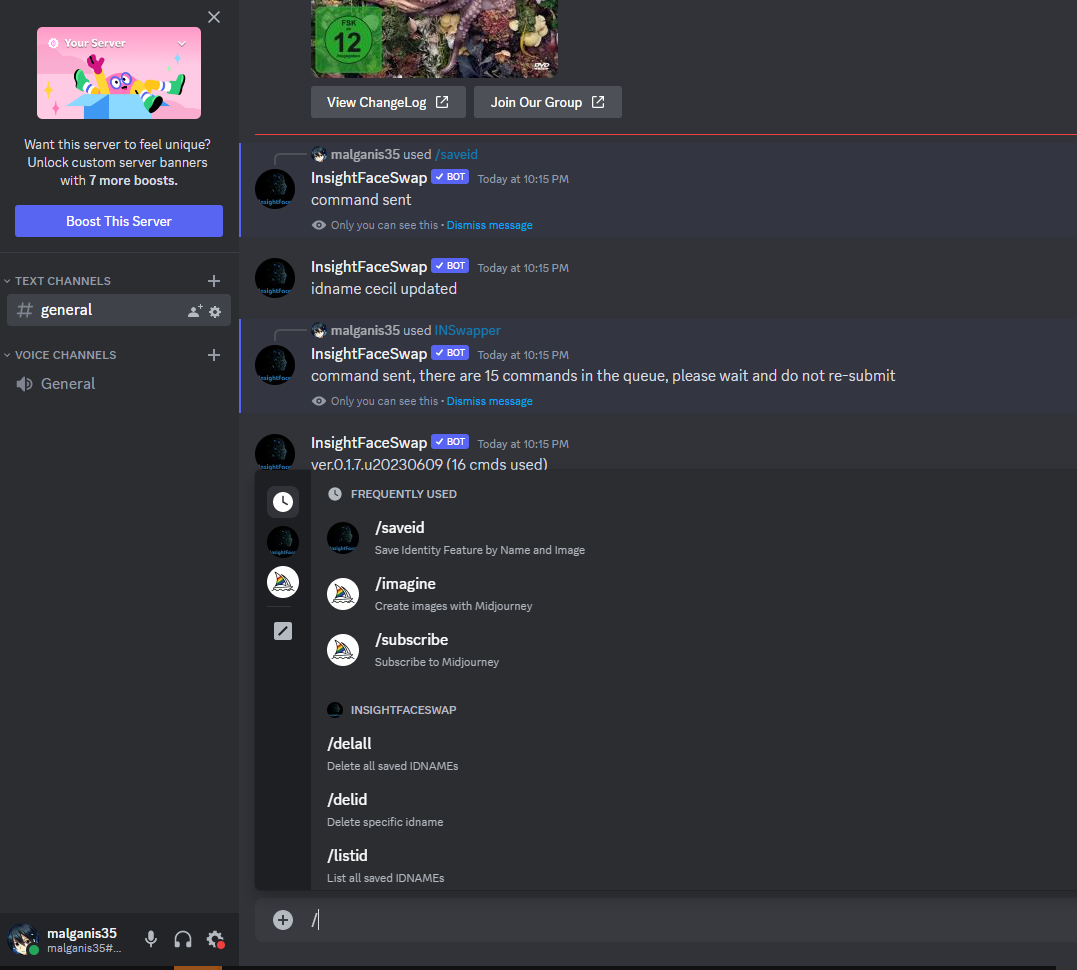 Your Server
Want this server to feel unique?
Unlock custom server banners
with 7 more boosts.
Boost This Server
TEXT CHANNELS
general
VOICE CHANNELS
General
malganis35
malganis35#...
FSK
ab
12
DVD
View ChangeLog
Join Our Group
malganis35 used /saveid
InsightFaceSwap BOT Today at 10:15 PM
command sent
Only you can see this • Dismiss message
InsightFaceSwap BOT Today at 10:15 PM
idname cecil updated
malganis35 used INSwapper
InsightFaceSwap BOT Today at 10:15 PM
command sent, there are 15 commands in the queue, please wait and do not re-submit
Only you can see this • Dismiss message
InsightFaceSwap BOT Today at 10:15 PM
ver.0.1.7.u20230609 (16 cmds used)
FREQUENTLY USED
/saveid
Save Identity Feature by Name and Image
/imagine
Create images with Midjourney
/subscribe
Subscribe to Midjourney
INSIGHTFACESWAP
/delall
Delete all saved IDNAMEs
/delid
Delete specific idname
/listid
List all saved IDNAMEs
/